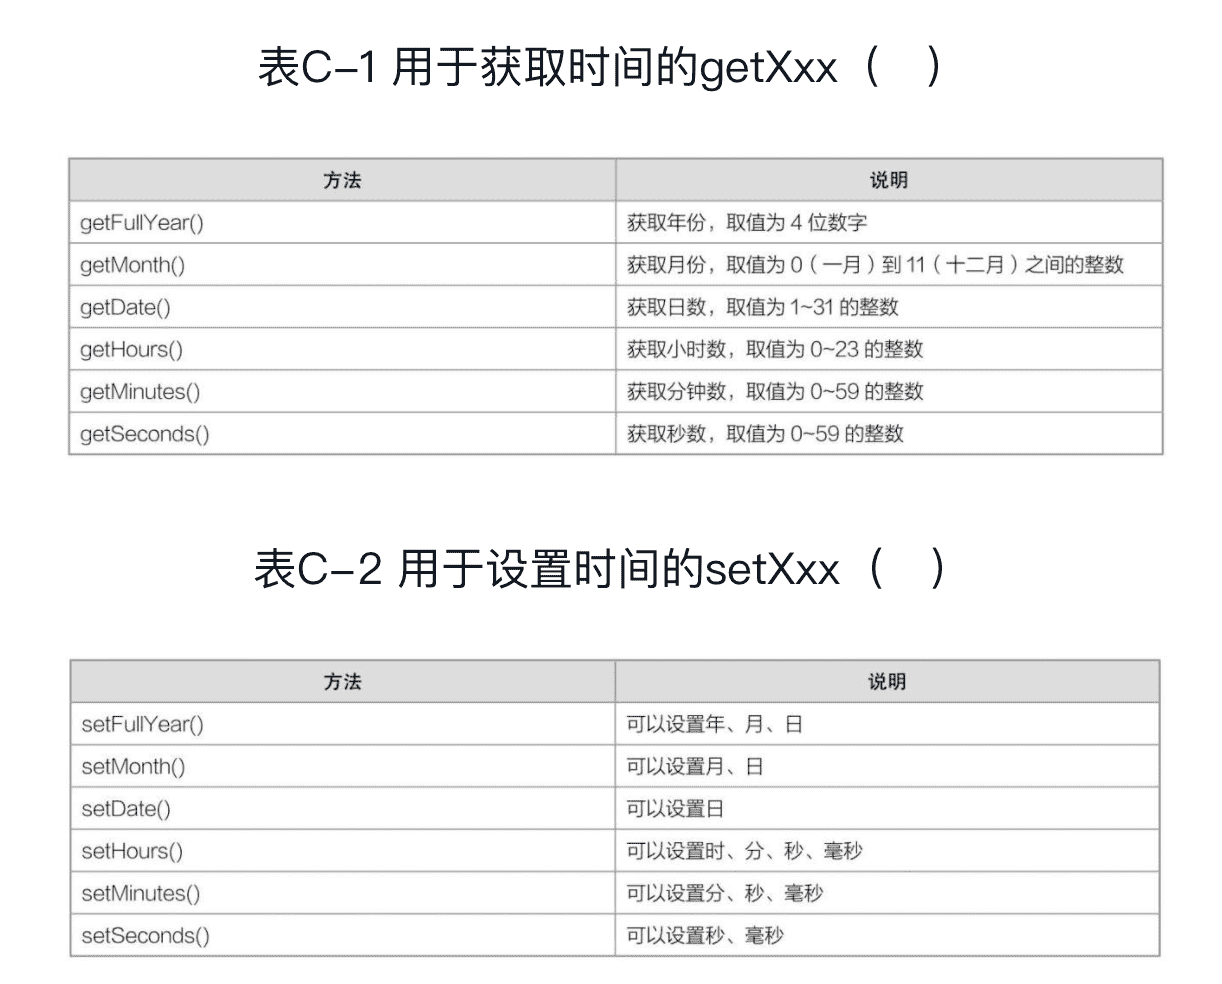 表C-1 用于获取时间的getXxx（ ）
方法 说明
getFullYear() 获取年份，取值为 4 位数字
getMonth() 获取月份，取值为 0（一月）到 11（十二月）之间的整数
getDate() 获取日数，取值为 1~31 的整数
getHours() 获取小时数，取值为 0~23 的整数
getMinutes() 获取分钟数，取值为 0~59 的整数
getSeconds() 获取秒数，取值为 0~59 的整数
表C-2 用于设置时间的setXxx（ ）
方法 说明
setFullYear() 可以设置年、月、日
setMonth() 可以设置月、日
setDate() 可以设置日
setHours() 可以设置时、分、秒、毫秒
setMinutes() 可以设置分、秒、毫秒
setSeconds() 可以设置秒、毫秒